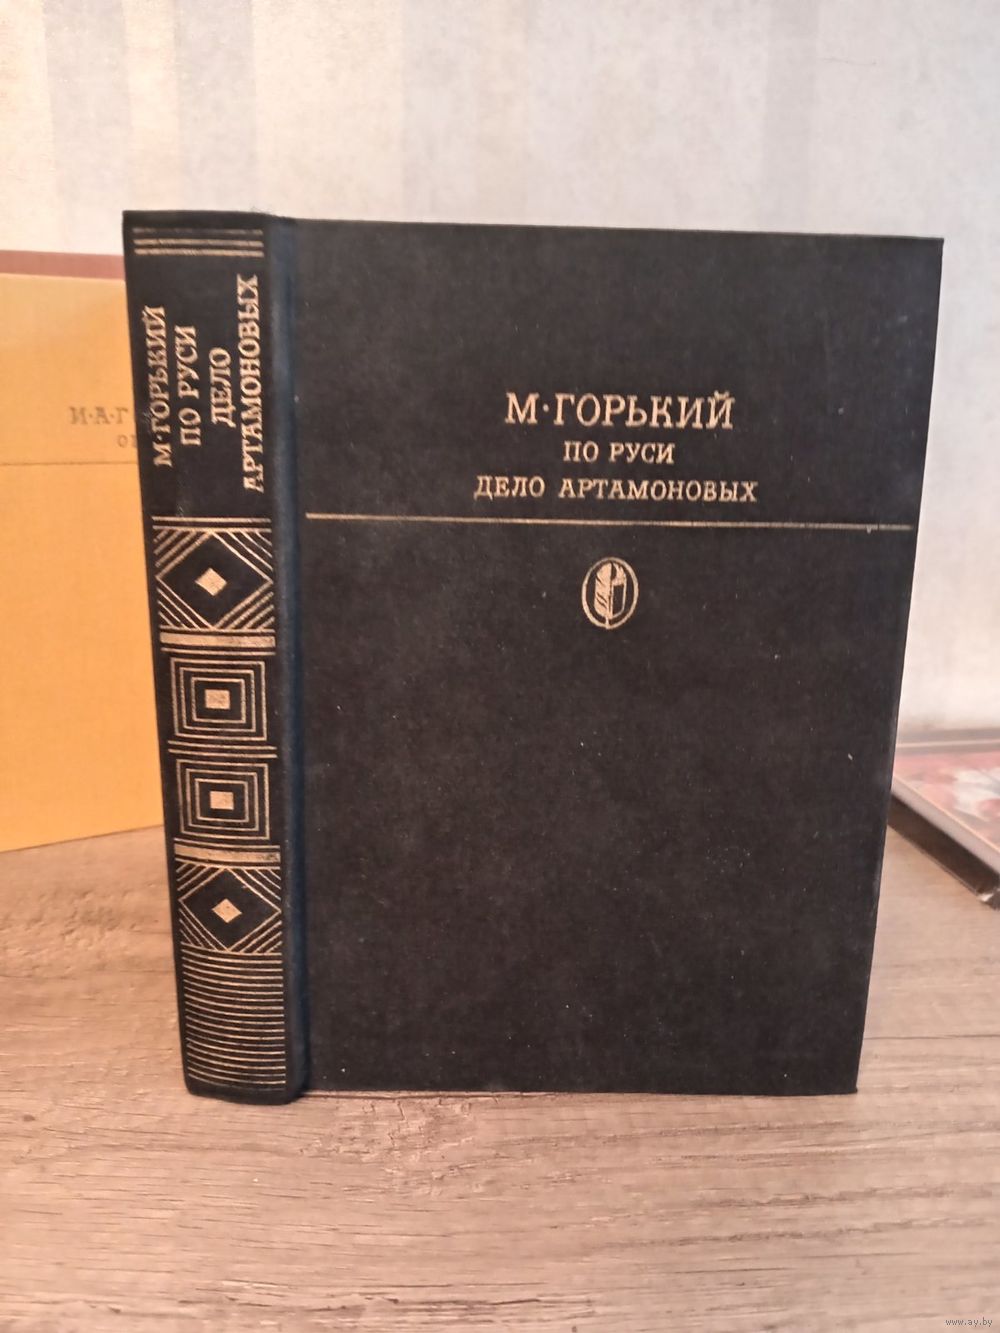 М·ГОРЬКИЙ
ПО РУСИ
ДЕЛО
АРТАМОНОВЫХ
М·ГОРЬКИЙ
ПО РУСИ
ДЕЛО АРТАМОНОВЫХ
И·А·Г
www.ay.by